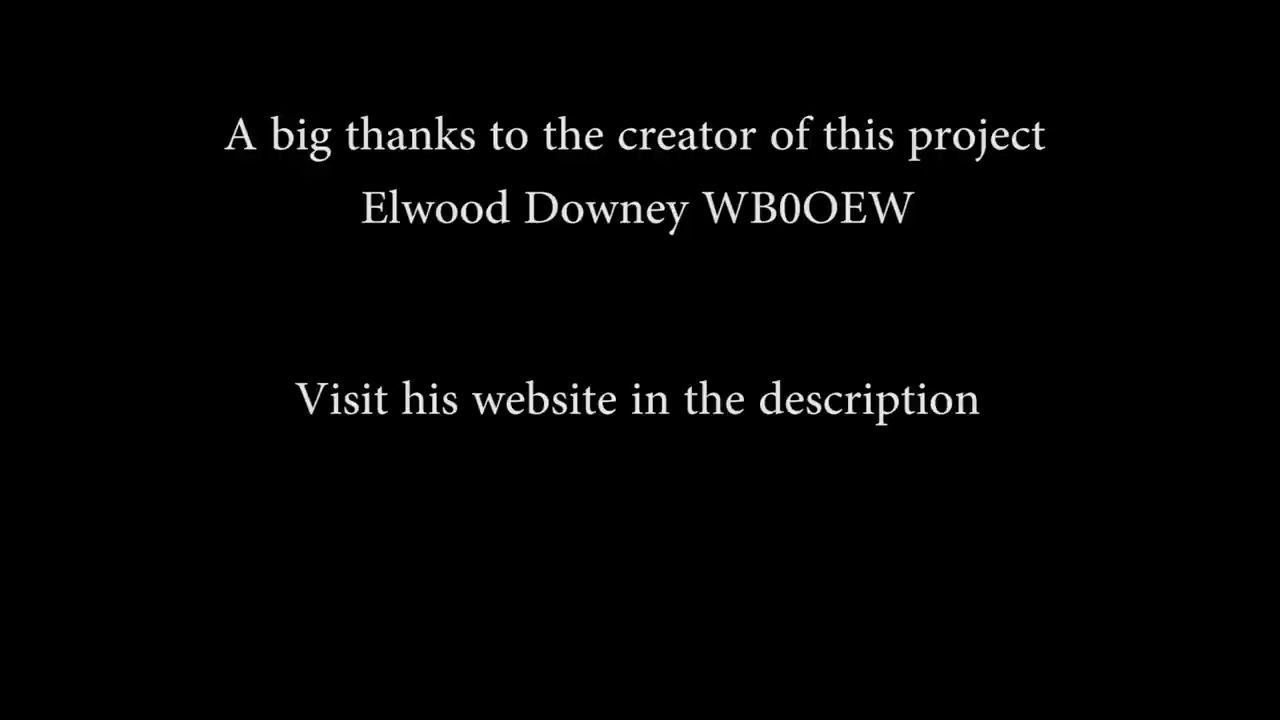 A big thanks to the creator of this project
Elwood Downey WB0OEW
Visit his website in the description